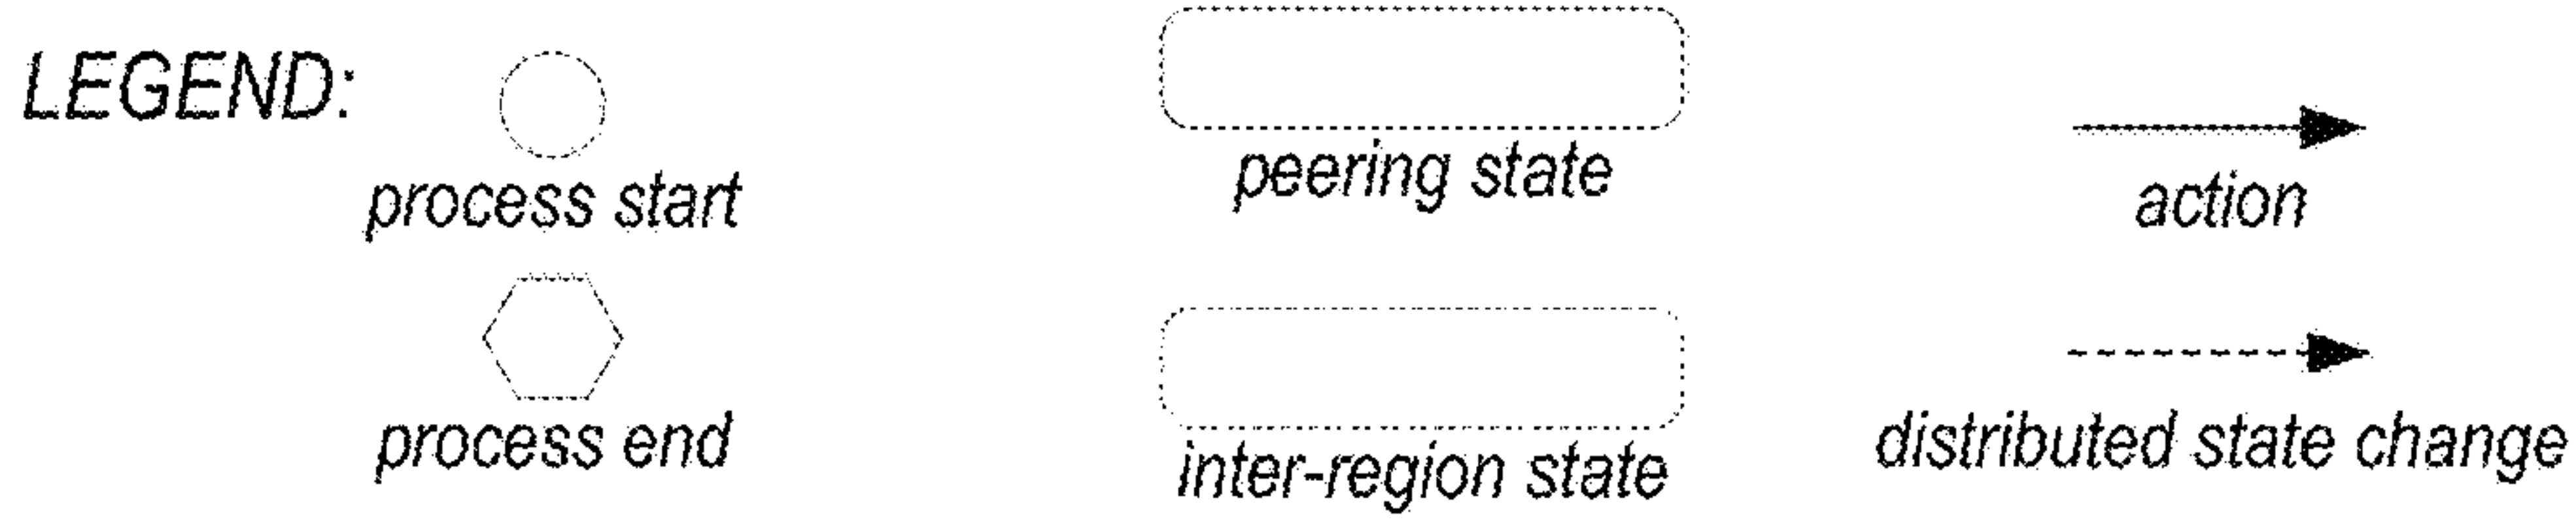 LEGEND:
process start
peering state
action
process end
inter-region state
distributed state change